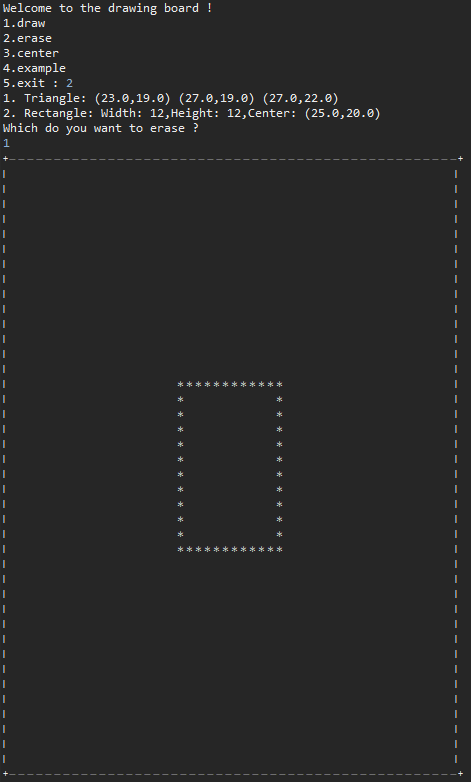 Welcome to the drawing board !
1.draw
2.erase
3.center
4.example
5.exit : 2
1. Triangle: (23.0,19.0) (27.0,19.0) (27.0,22.0)
2. Rectangle: Width: 12,Height: 12,Center: (25.0,20.0)
Which do you want to erase ?
1